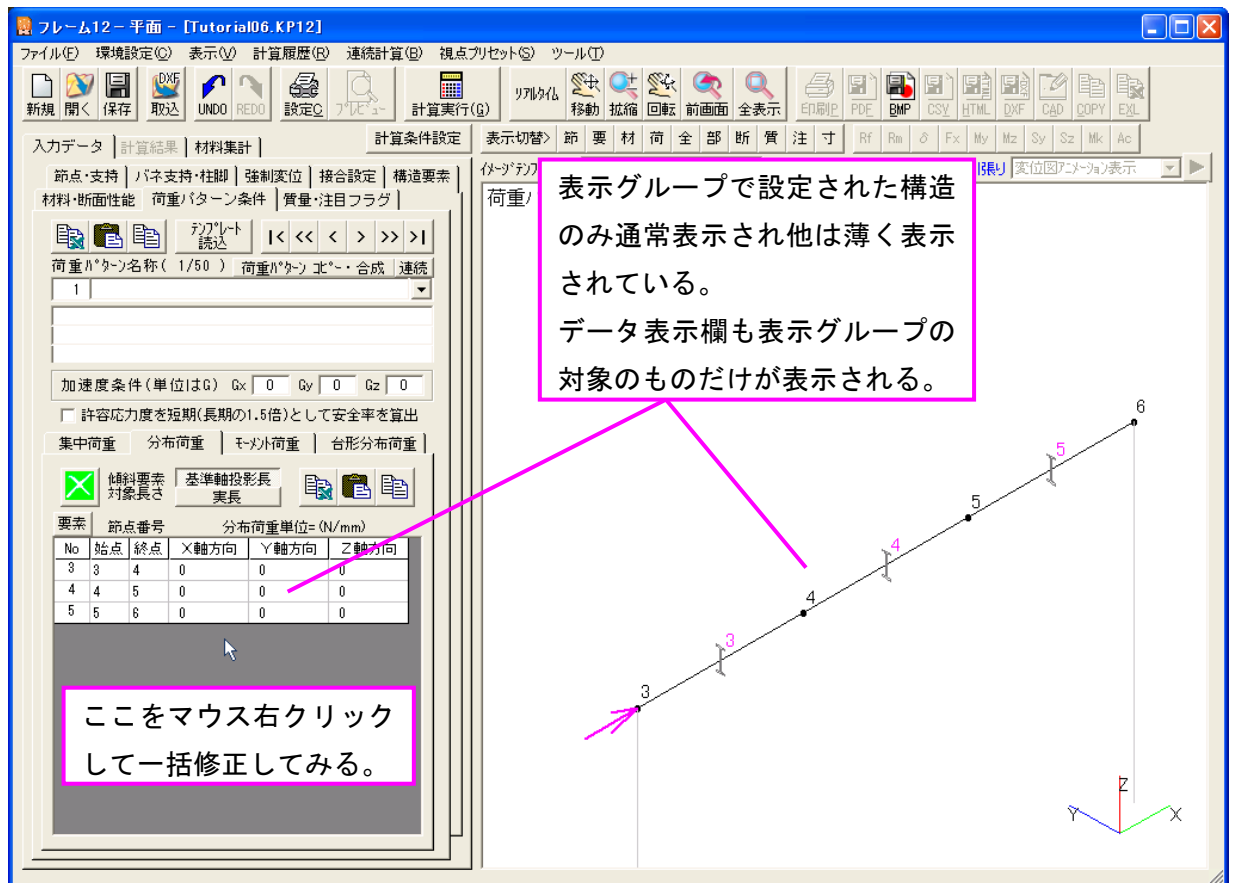 フレーム12－平面 - [Tutorial06.KP12]
ファイル(F) 環境設定(C) 表示(V) 計算履歴(R) 連続計算(B) 視点プリセット(S) ツール(T)
新規 開く 保存 取込 UNDO REDO 設定C ﾌﾟﾚﾋﾞｭｰ 計算実行(G) ﾘｱﾙﾀｲﾑ 移動 拡縮 回転 前画面 全表示 印刷P PDF BMP CSV HTML DXF CAD COPY EXL
入力データ 計算結果 材料集計 計算条件設定 表示切替> 節 要 材 荷 全 部 断 質 注 寸 Rf Rm δ Fx My Mz Sy Sz Mk Ac
節点・支持 バネ支持・柱脚 強制変位 接合設定 構造要素
材料・断面性能 荷重パターン条件 質量・注目フラグ
ｲﾒｰｼﾞﾃﾝﾌﾟ
張り 変位図ｱﾆﾒｰｼｮﾝ表示
荷重
ﾃﾝﾌﾟﾚｰﾄ
読込 |< << < > >> >|
荷重ﾊﾟﾀｰﾝ名称( 1/50 ) 荷重ﾊﾟﾀｰﾝ ｺﾋﾟｰ・合成 連続
1
加速度条件(単位はG) Gx 0 Gy 0 Gz 0
許容応力度を短期(長期の1.5倍)として安全率を算出
集中荷重 分布荷重 ﾓｰﾒﾝﾄ荷重 台形分布荷重
傾斜要素
対象長さ
基準軸投影長
実長
要素 節点番号 分布荷重単位=(N/mm)
No 始点 終点 X軸方向 Y軸方向 Z軸方向
3 3 4 0 0 0
4 4 5 0 0 0
5 5 6 0 0 0
ここをマウス右クリック
して一括修正してみる。
表示グループで設定された構造
のみ通常表示され他は薄く表示
されている。
データ表示欄も表示グループの
対象のものだけが表示される。
6
5
5
4
4
3
3
Z
Y
X